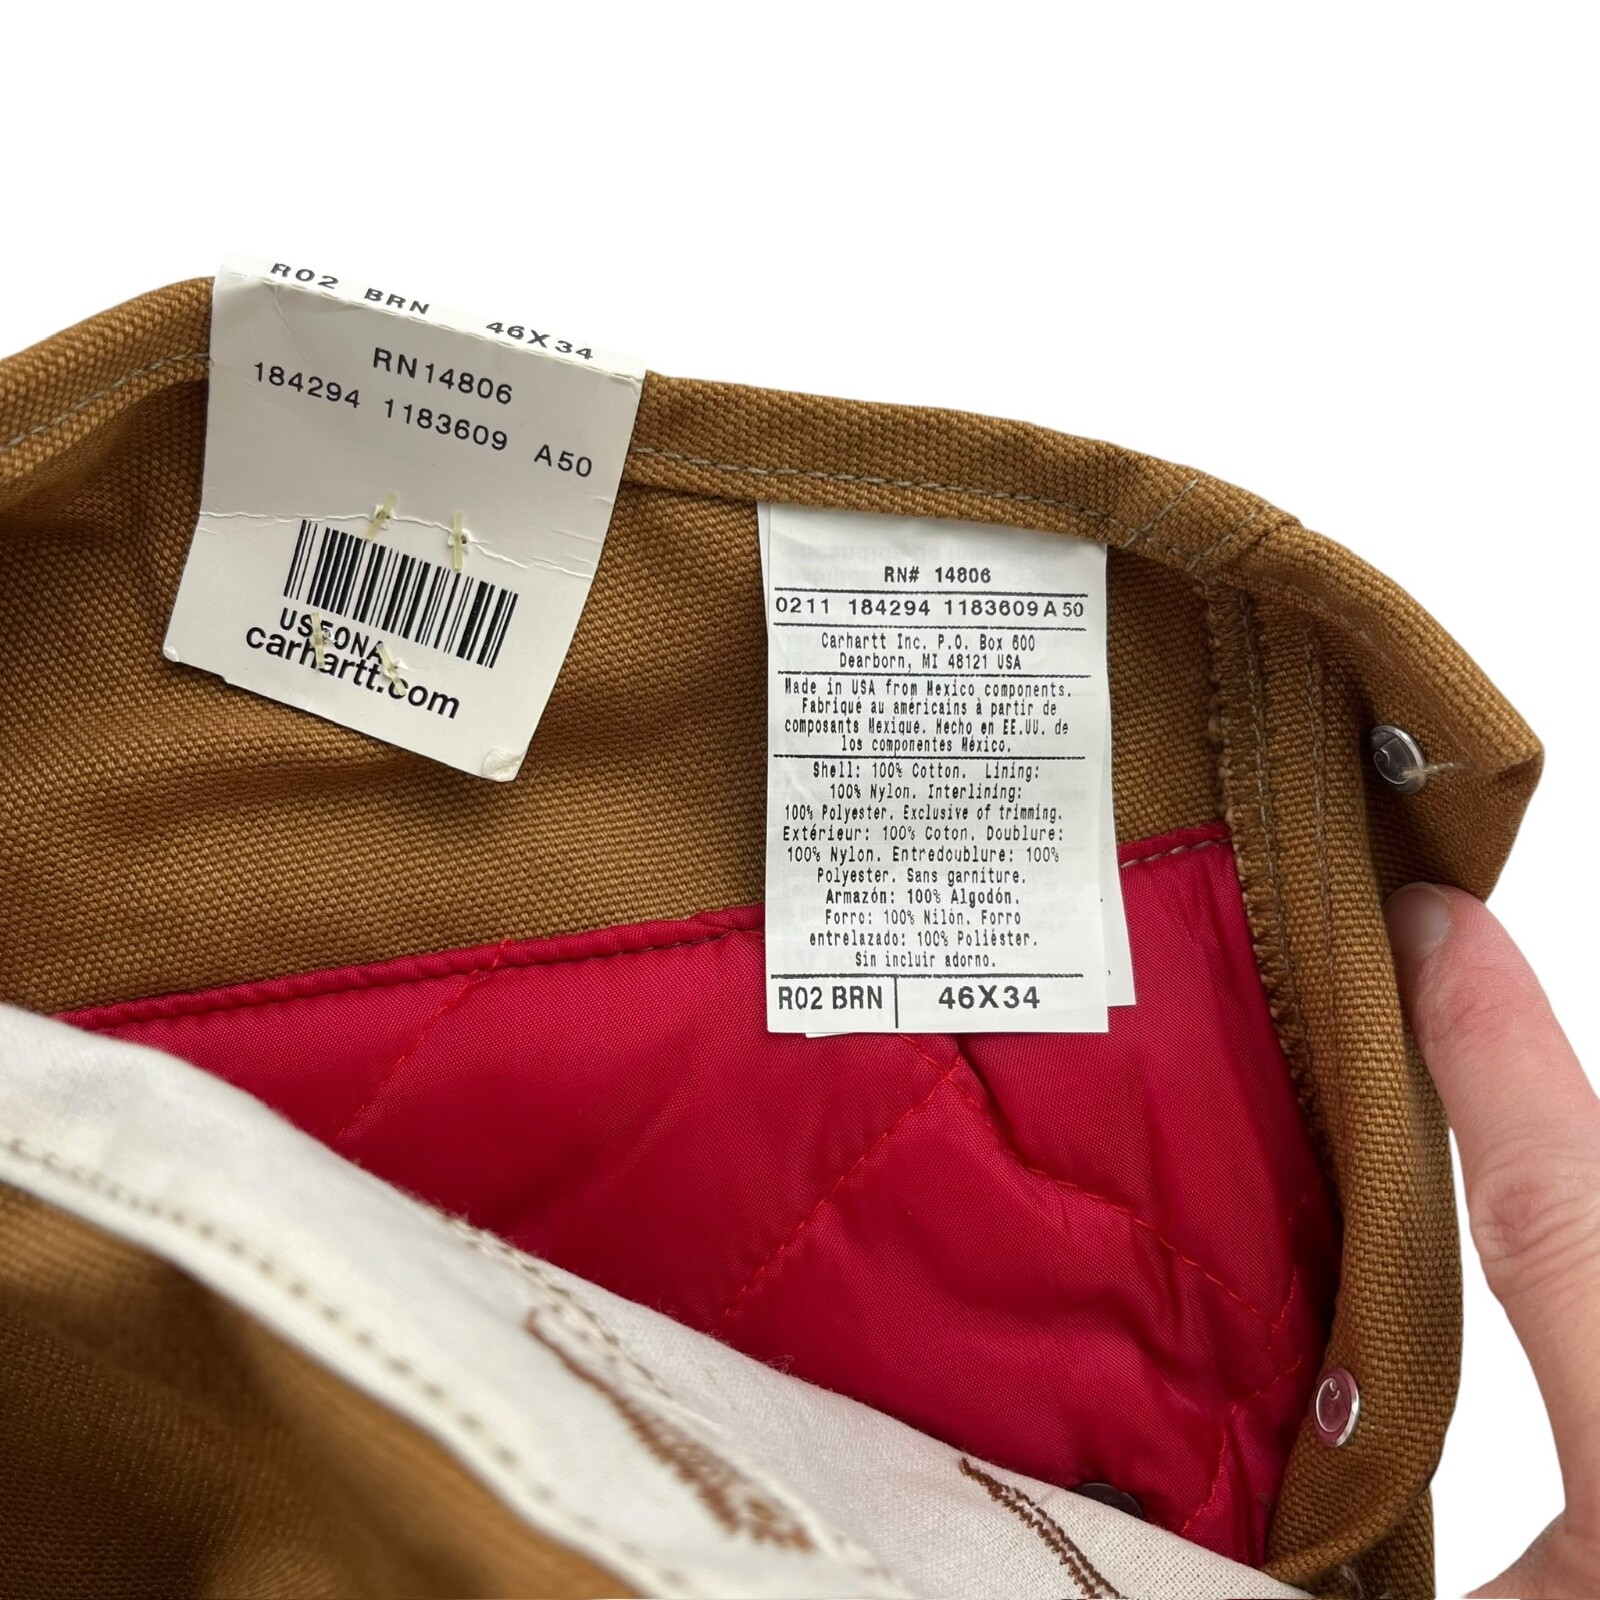 R02 BRN 46X34
RN14806
184294 1183609 A50
US50NA
carhartt.com
RN# 14806
0211 184294 1183609 A 50
Carhartt Inc. P.O. Box 600
Dearborn, MI 48121 USA
Made in USA from Mexico components.
Fabriqué au américains à partir de
composants Mexique. Hecho en EE.UU. de
los componentes México.
Shell: 100% Cotton. Lining:
100% Nylon. Interlining:
100% Polyester. Exclusive of trimming.
Extérieur: 100% Coton. Doublure:
100% Nylon. Entredoublure: 100%
Polyester. Sans garniture.
Armazón: 100% Algodón.
Forro: 100% Nilón. Forro
entrelazado: 100% Poliéster.
Sin incluir adorno.
R02 BRN 46X34